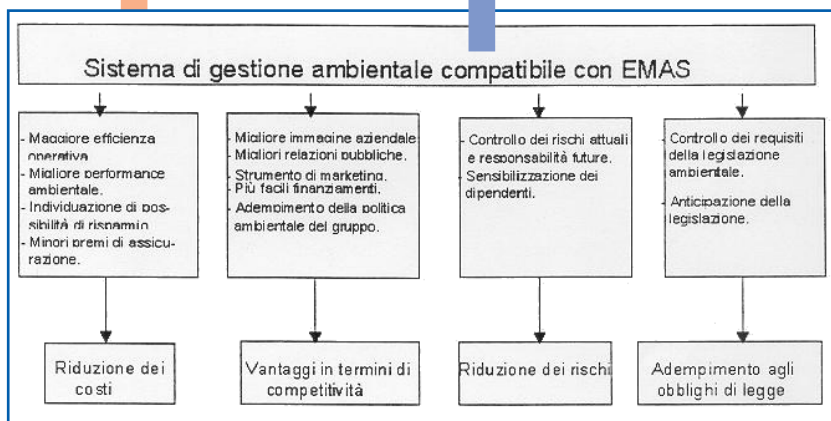 Sistema di gestione ambientale compatibile con EMAS
- Maggiore efficienza
operativa
- Migliore performance
ambientale.
- Individuazione di pos-
sibilità di risparmio
- Minori premi di assicu-
razione.
- Migliore immagine aziendale
- Migliori relazioni pubbliche.
- Strumento di marketing.
- Più facili finanziamenti.
- Adempimento della politica
ambientale del gruppo.
- Controllo dei rischi attuali
e responsabilità future.
- Sensibilizzazione dei
dipendenti.
- Controllo dei requisiti
della legislazione
ambientale.
- Anticipazione della
legislazione.
Riduzione dei
costi
Vantaggi in termini di
competitività
Riduzione dei rischi
Adempimento agli
obblighi di legge